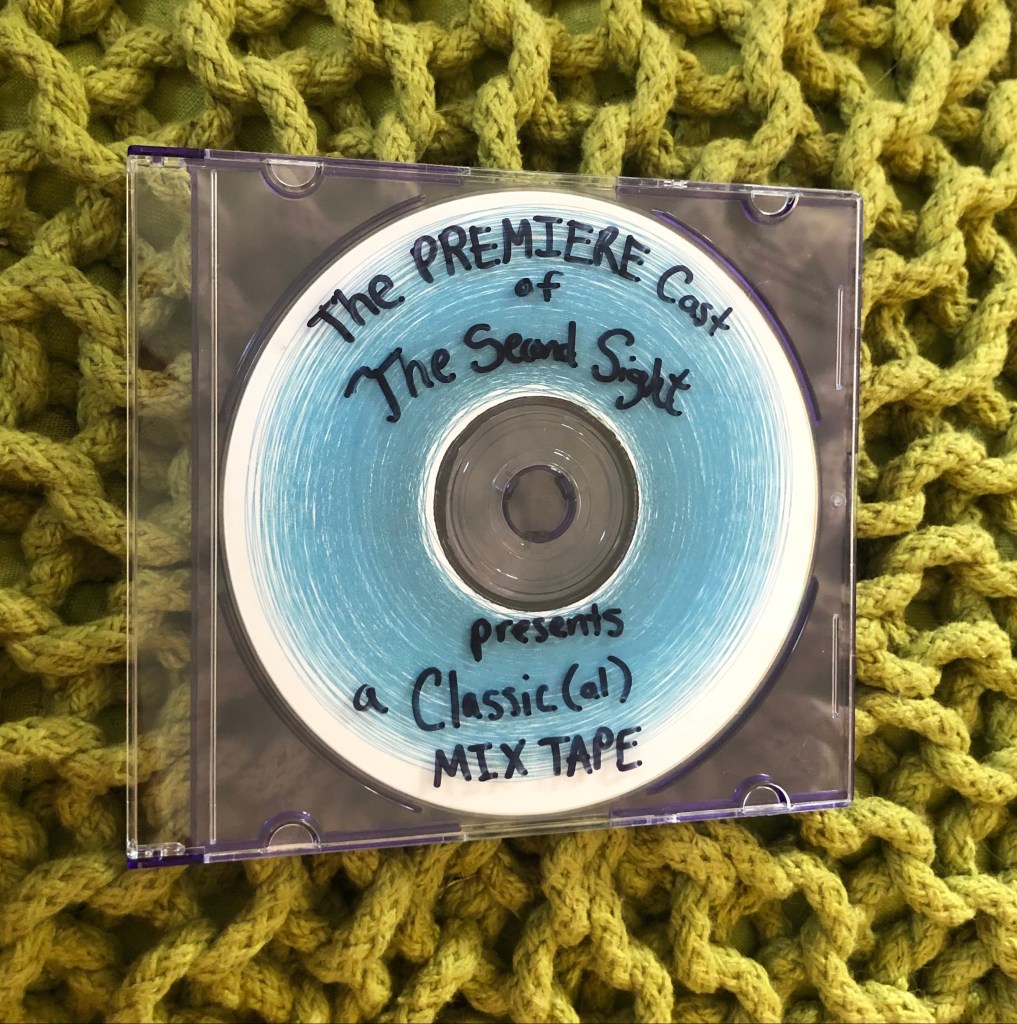 The PREMIERE Cast
of
The Second Sight
presents
a Classic(al)
MIX TAPE